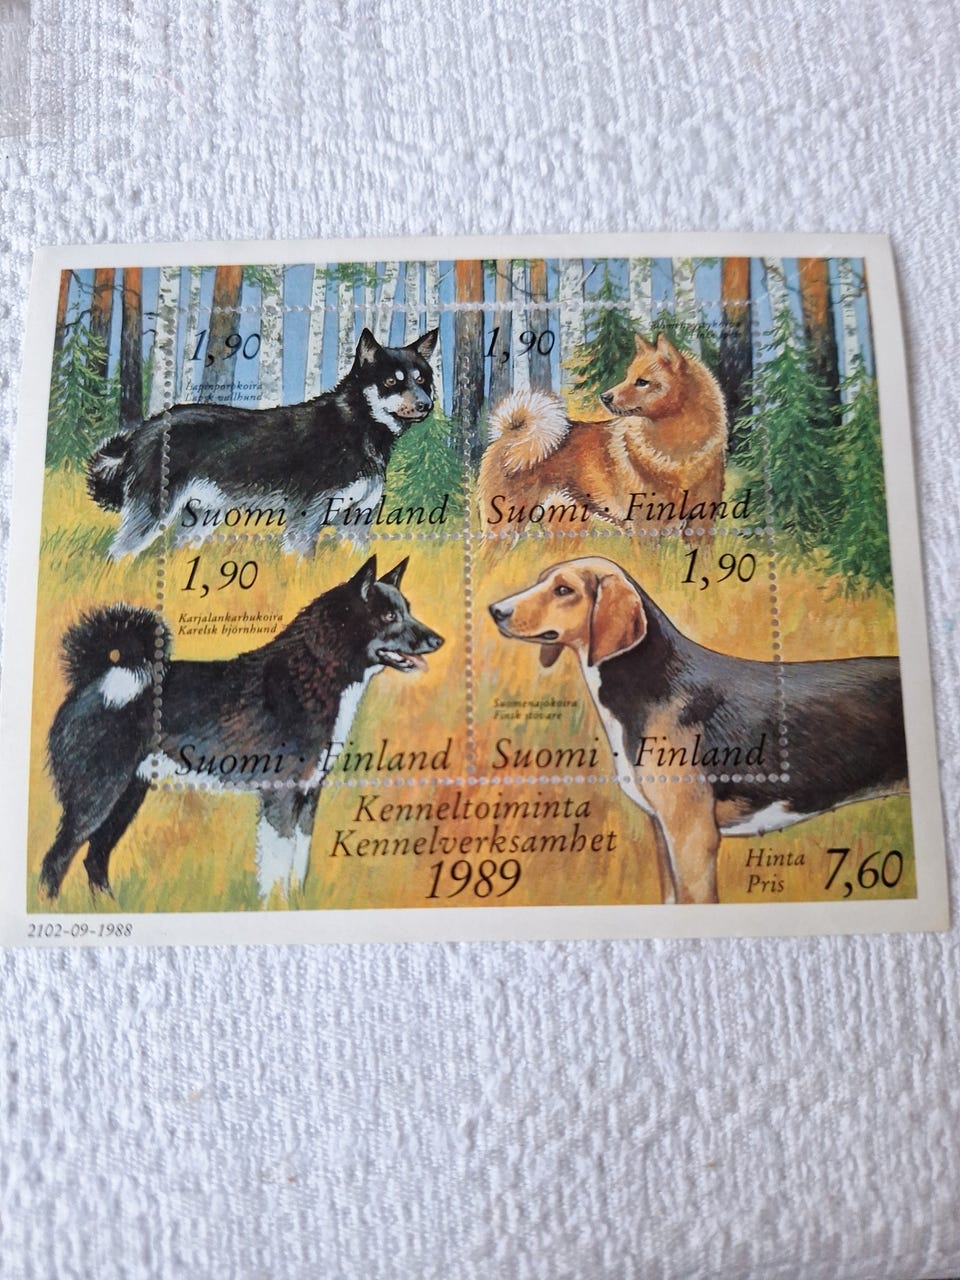 1,90
Lapinporokoira
Lapsk vallhund
Suomi · Finland
1,90
Suomi · Finland
1,90
Karjalankarhukoira
Karelsk björnhund
Suomi · Finland
1,90
Suomenajokoira
Finsk stövare
Suomi · Finland
Kenneltoiminta
Kennelverksamhet
1989
Hinta
Pris
7,60
2102-09-1988